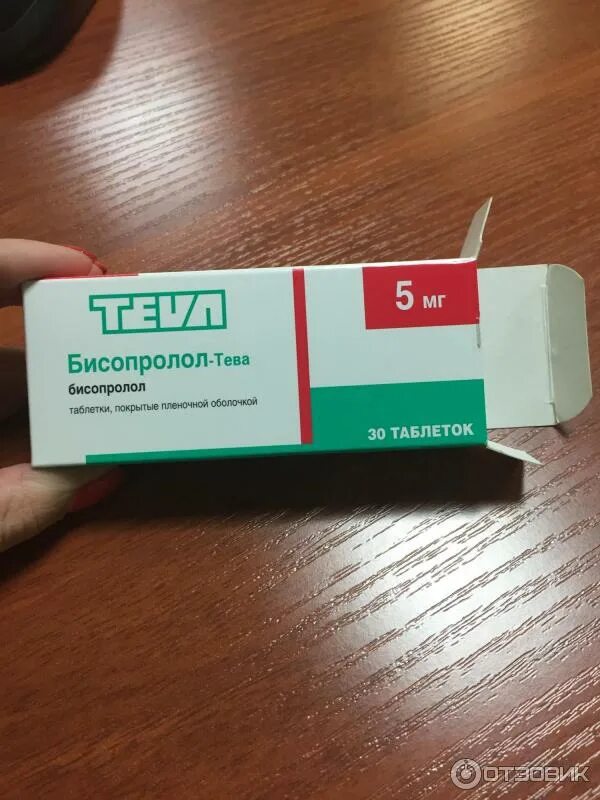 TEVA
5 мг
Бисопролол-Тева
бисопролол
таблетки, покрытые пленочной оболочкой
30 ТАБЛЕТОК
ОТЗОВИК